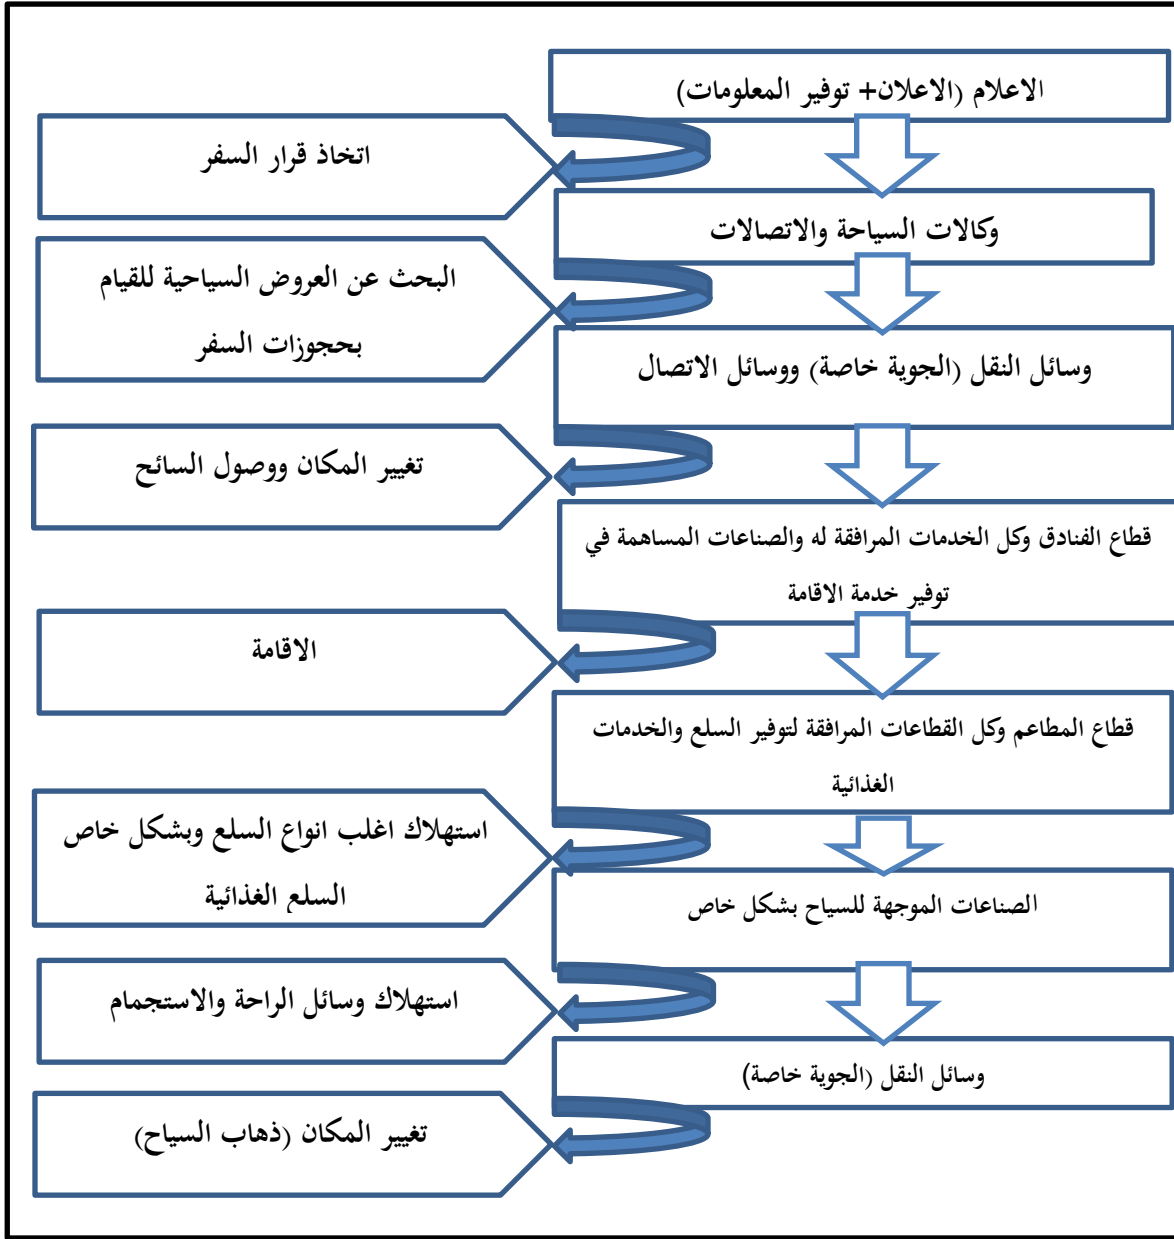 الاعلام (الاعلان+ توفير المعلومات)
اتخاذ قرار السفر
وكالات السياحة والاتصالات
البحث عن العروض السياحية للقيام
بحجوزات السفر
وسائل النقل (الجوية خاصة) ووسائل الاتصال
تغيير المكان ووصول السائح
قطاع الفنادق وكل الخدمات المرافقة له والصناعات المساهمة في
توفير خدمة الاقامة
الاقامة
قطاع المطاعم وكل القطاعات المرافقة لتوفير السلع والخدمات
الغذائية
استهلاك اغلب انواع السلع وبشكل خاص
السلع الغذائية
الصناعات الموجهة للسياح بشكل خاص
استهلاك وسائل الراحة والاستجمام
وسائل النقل (الجوية خاصة)
تغيير المكان (ذهاب السياح)